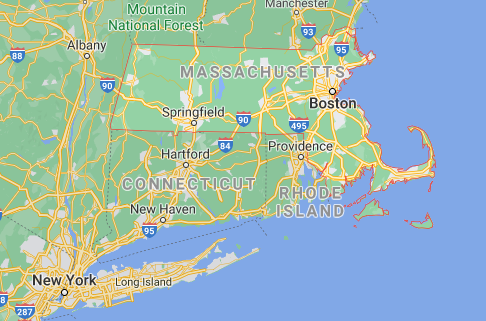 Manchester
Mountain
National Forest
93
95
Albany
88
MASSACHUSETTS
90
Boston
Springfield
90
495
84
Providence
Hartford
CONNECTICUT
RHODE
ISLAND
New Haven
95
New York
Long Island
287